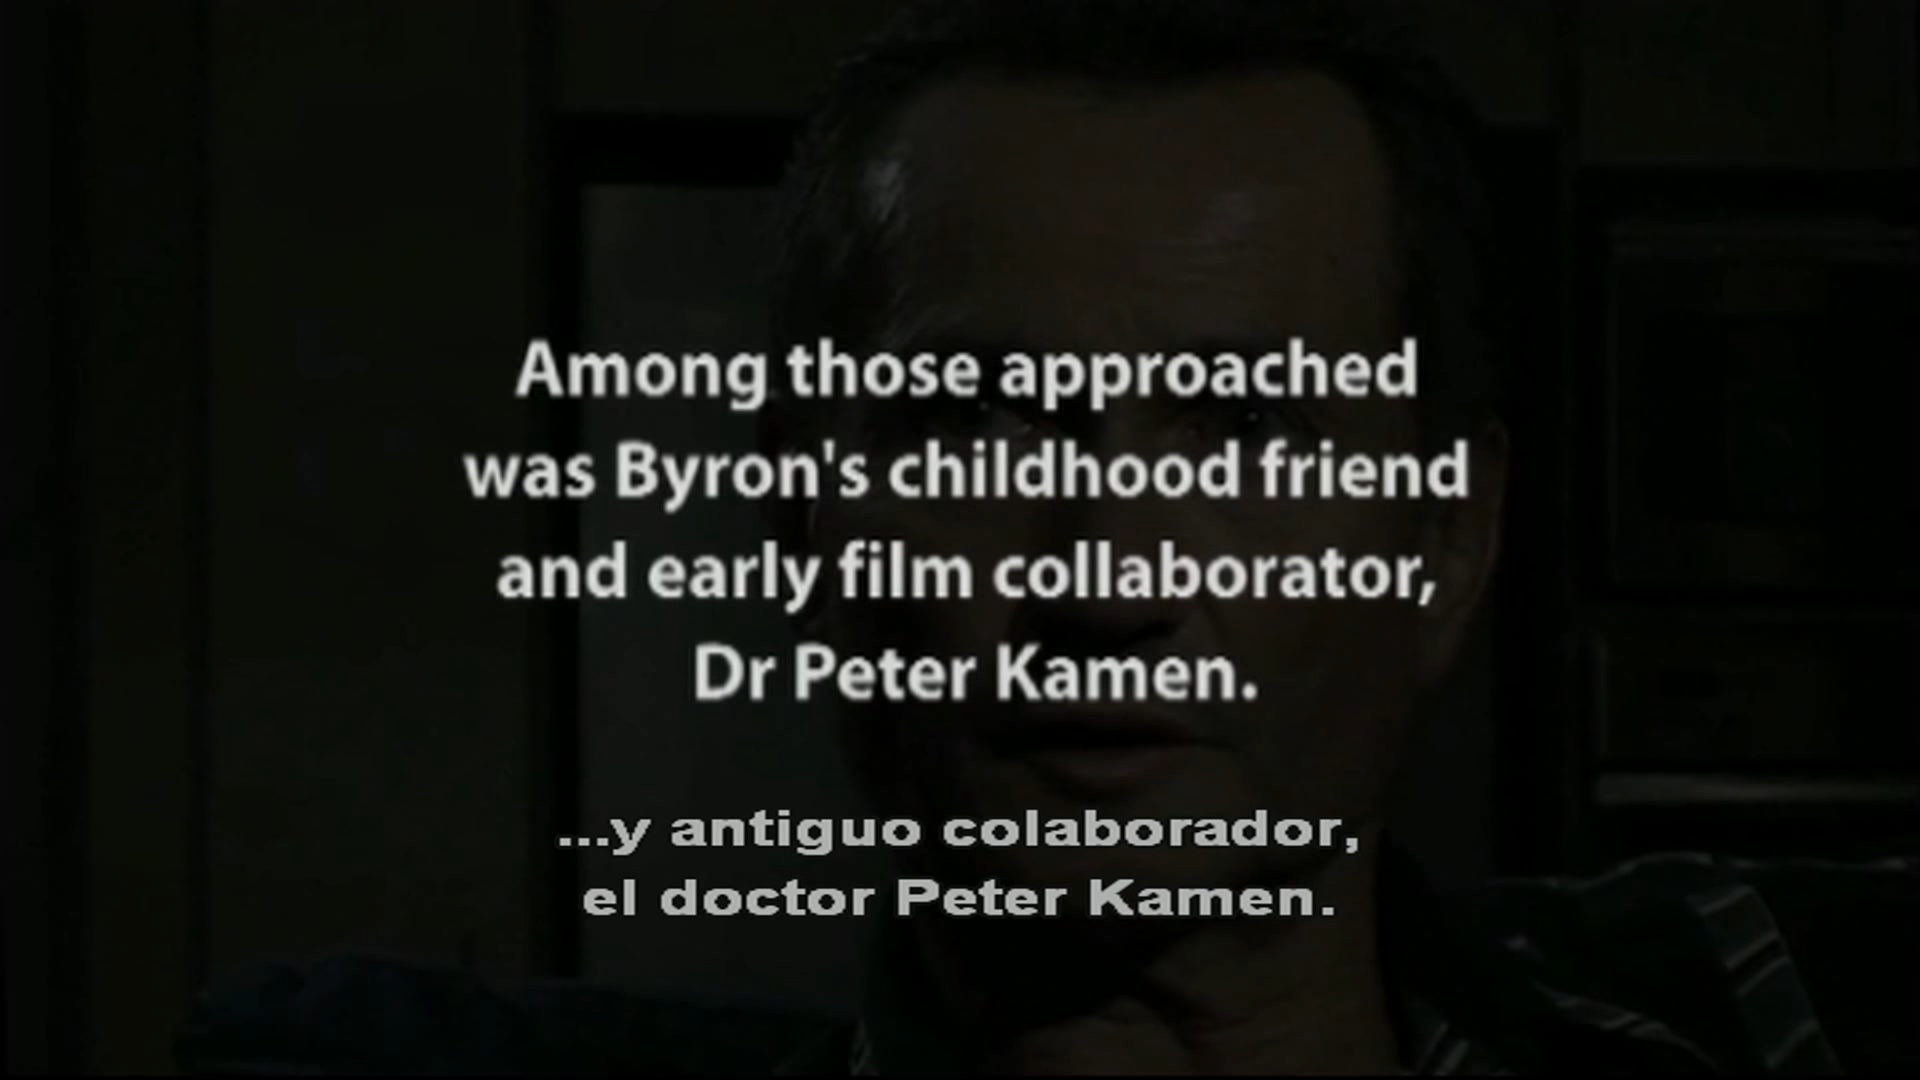 Among those approached
was Byron's childhood friend
and early film collaborator,
Dr Peter Kamen.
...y antiguo colaborador,
el doctor Peter Kamen.